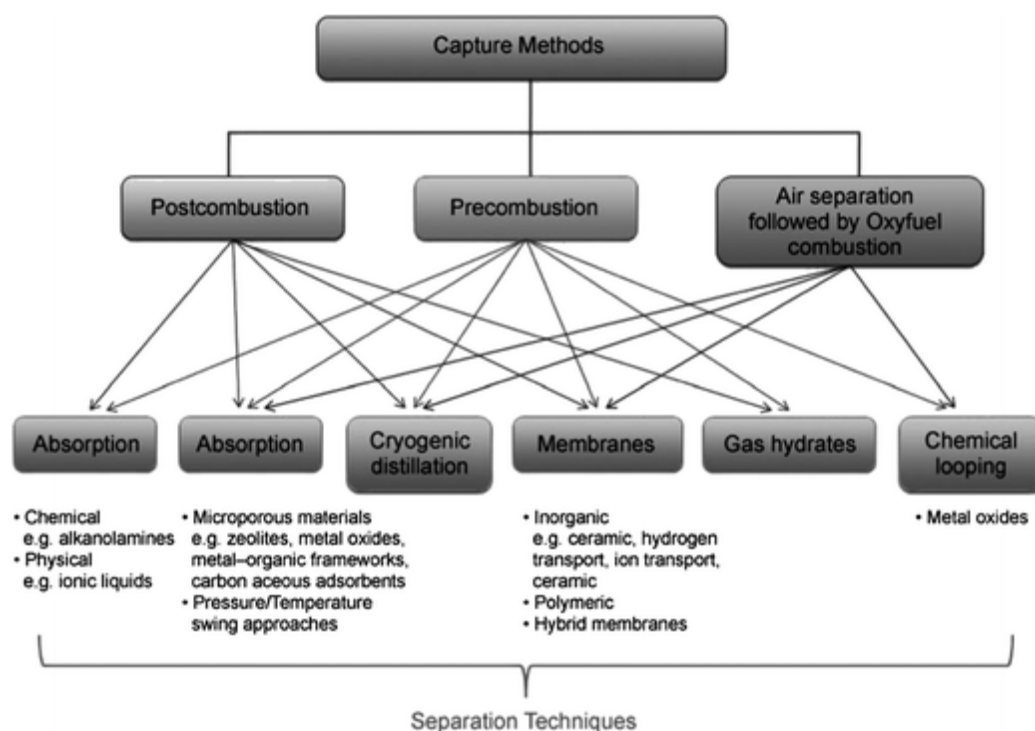 Capture Methods
Postcombustion
Precombustion
Air separation
followed by Oxyfuel
combustion
Absorption
Absorption
Cryogenic
distillation
Membranes
Gas hydrates
Chemical
looping
• Chemical
e.g. alkanolamines
• Physical
e.g. ionic liquids
• Microporous materials
e.g. zeolites, metal oxides,
metal–organic frameworks,
carbon aceous adsorbents
• Pressure/Temperature
swing approaches
• Inorganic
e.g. ceramic, hydrogen
transport, ion transport,
ceramic
• Polymeric
• Hybrid membranes
• Metal oxides
Separation Techniques